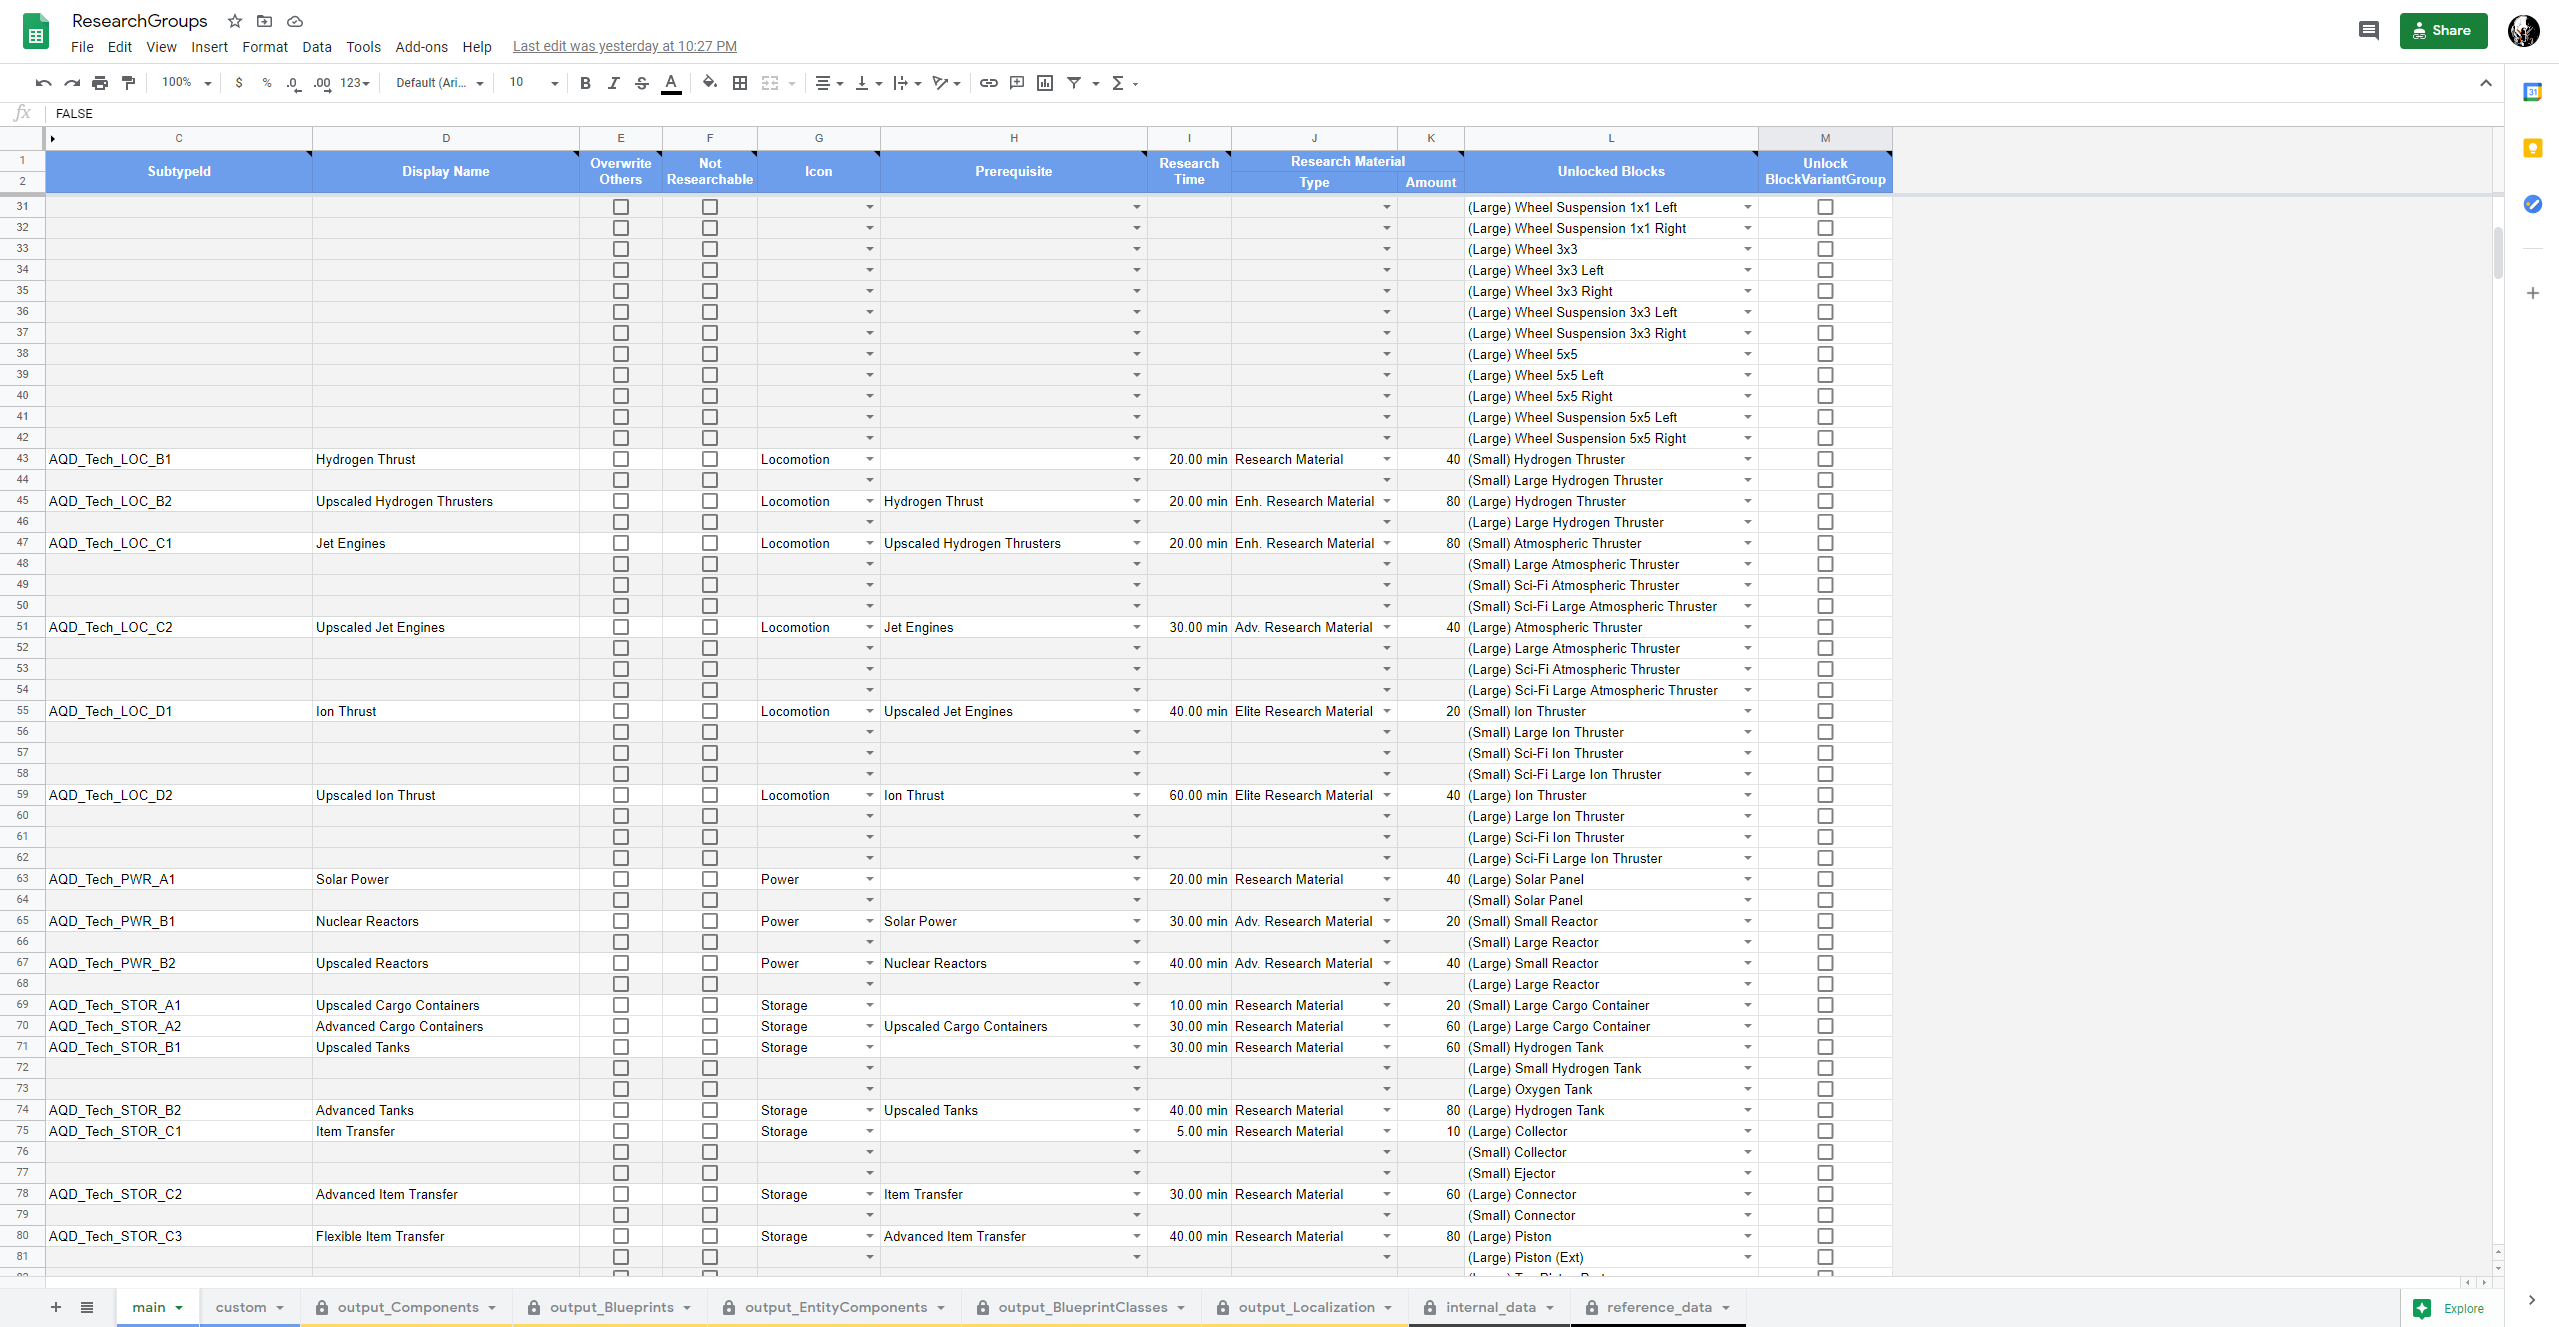 ResearchGroups
File Edit View Insert Format Data Tools Add-ons Help Last edit was yesterday at 10:27 PM
Share
100% $ % .0 .00 123 Default (Ari... 10 B I S A
fx FALSE
C D E F G H I J K L M
1 SubtypeId Display Name Overwrite Others Not Researchable Icon Prerequisite Research Time Research Material Unlocked Blocks Unlock BlockVariantGroup
2 Type Amount
31 (Large) Wheel Suspension 1x1 Left
32 (Large) Wheel Suspension 1x1 Right
33 (Large) Wheel 3x3
34 (Large) Wheel 3x3 Left
35 (Large) Wheel 3x3 Right
36 (Large) Wheel Suspension 3x3 Left
37 (Large) Wheel Suspension 3x3 Right
38 (Large) Wheel 5x5
39 (Large) Wheel 5x5 Left
40 (Large) Wheel 5x5 Right
41 (Large) Wheel Suspension 5x5 Left
42 (Large) Wheel Suspension 5x5 Right
43 AQD_Tech_LOC_B1 Hydrogen Thrust Locomotion 20.00 min Research Material 40 (Small) Hydrogen Thruster
44 (Small) Large Hydrogen Thruster
45 AQD_Tech_LOC_B2 Upscaled Hydrogen Thrusters Locomotion Hydrogen Thrust 20.00 min Enh. Research Material 80 (Large) Hydrogen Thruster
46 (Large) Large Hydrogen Thruster
47 AQD_Tech_LOC_C1 Jet Engines Locomotion Upscaled Hydrogen Thrusters 20.00 min Enh. Research Material 80 (Small) Atmospheric Thruster
48 (Small) Large Atmospheric Thruster
49 (Small) Sci-Fi Atmospheric Thruster
50 (Small) Sci-Fi Large Atmospheric Thruster
51 AQD_Tech_LOC_C2 Upscaled Jet Engines Locomotion Jet Engines 30.00 min Adv. Research Material 40 (Large) Atmospheric Thruster
52 (Large) Large Atmospheric Thruster
53 (Large) Sci-Fi Atmospheric Thruster
54 (Large) Sci-Fi Large Atmospheric Thruster
55 AQD_Tech_LOC_D1 Ion Thrust Locomotion Upscaled Jet Engines 40.00 min Elite Research Material 20 (Small) Ion Thruster
56 (Small) Large Ion Thruster
57 (Small) Sci-Fi Ion Thruster
58 (Small) Sci-Fi Large Ion Thruster
59 AQD_Tech_LOC_D2 Upscaled Ion Thrust Locomotion Ion Thrust 60.00 min Elite Research Material 40 (Large) Ion Thruster
60 (Large) Large Ion Thruster
61 (Large) Sci-Fi Ion Thruster
62 (Large) Sci-Fi Large Ion Thruster
63 AQD_Tech_PWR_A1 Solar Power Power 20.00 min Research Material 40 (Large) Solar Panel
64 (Small) Solar Panel
65 AQD_Tech_PWR_B1 Nuclear Reactors Power Solar Power 30.00 min Adv. Research Material 20 (Small) Small Reactor
66 (Small) Large Reactor
67 AQD_Tech_PWR_B2 Upscaled Reactors Power Nuclear Reactors 40.00 min Adv. Research Material 40 (Large) Small Reactor
68 (Large) Large Reactor
69 AQD_Tech_STOR_A1 Upscaled Cargo Containers Storage 10.00 min Research Material 20 (Small) Large Cargo Container
70 AQD_Tech_STOR_A2 Advanced Cargo Containers Storage Upscaled Cargo Containers 30.00 min Research Material 60 (Large) Large Cargo Container
71 AQD_Tech_STOR_B1 Upscaled Tanks Storage 30.00 min Research Material 60 (Small) Hydrogen Tank
72 (Large) Small Hydrogen Tank
73 (Large) Oxygen Tank
74 AQD_Tech_STOR_B2 Advanced Tanks Storage Upscaled Tanks 40.00 min Research Material 80 (Large) Hydrogen Tank
75 AQD_Tech_STOR_C1 Item Transfer Storage 5.00 min Research Material 10 (Large) Collector
76 (Small) Collector
77 (Small) Ejector
78 AQD_Tech_STOR_C2 Advanced Item Transfer Storage Item Transfer 30.00 min Research Material 60 (Large) Connector
79 (Small) Connector
80 AQD_Tech_STOR_C3 Flexible Item Transfer Storage Advanced Item Transfer 40.00 min Research Material 80 (Large) Piston
81 (Large) Piston (Ext)
main custom output_Components output_Blueprints output_EntityComponents output_BlueprintClasses output_Localization internal_data reference_data Explore
31